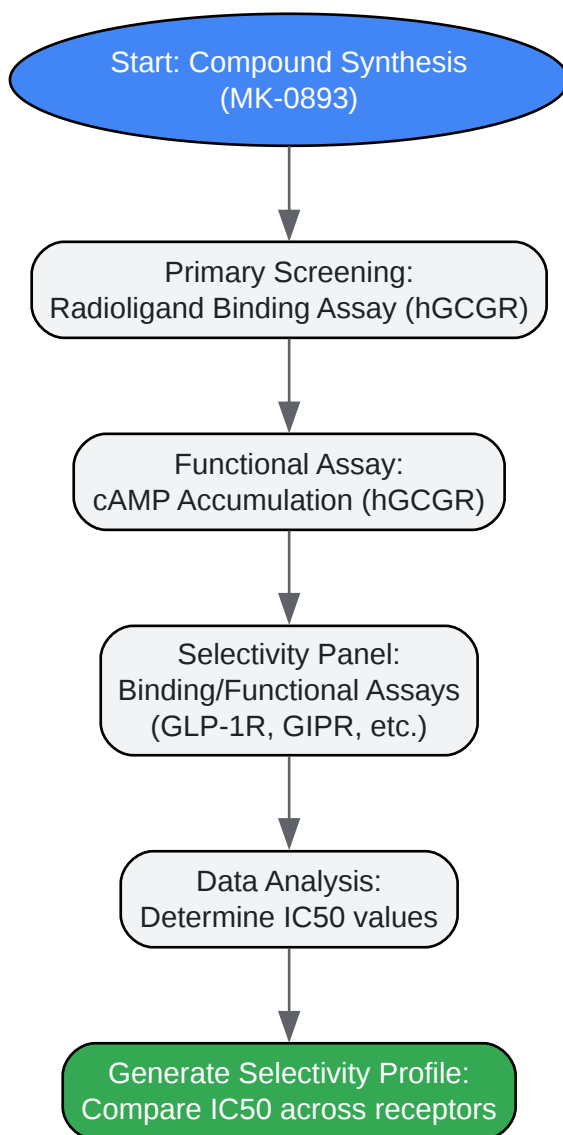 Start: Compound Synthesis
(MK-0893)
Primary Screening:
Radioligand Binding Assay (hGCGR)
Functional Assay:
cAMP Accumulation (hGCGR)
Selectivity Panel:
Binding/Functional Assays
(GLP-1R, GIPR, etc.)
Data Analysis:
Determine IC50 values
Generate Selectivity Profile:
Compare IC50 across receptors